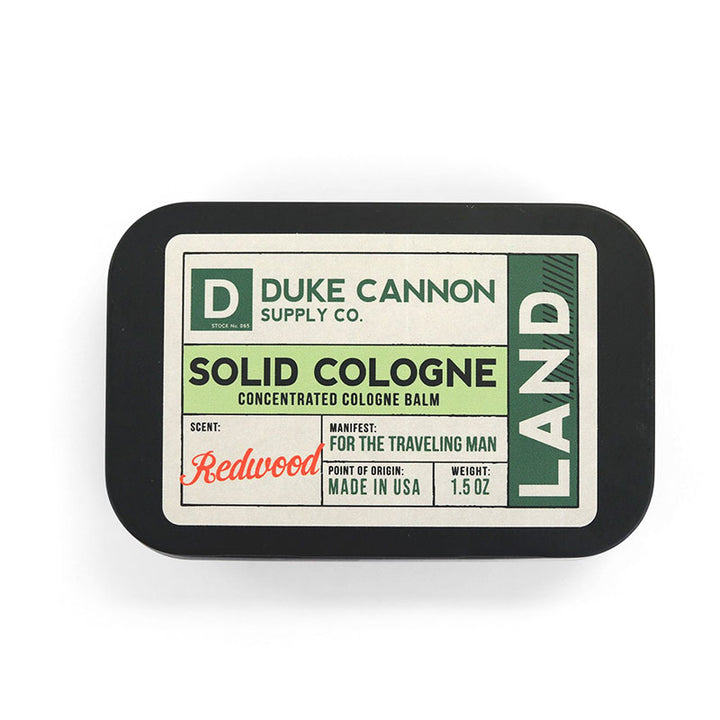 D
STOCK No. 065
DUKE CANNON
SUPPLY CO.
SOLID COLOGNE
CONCENTRATED COLOGNE BALM
SCENT:
Redwood
MANIFEST:
FOR THE TRAVELING MAN
POINT OF ORIGIN:
MADE IN USA
WEIGHT:
1.5 OZ
LAND